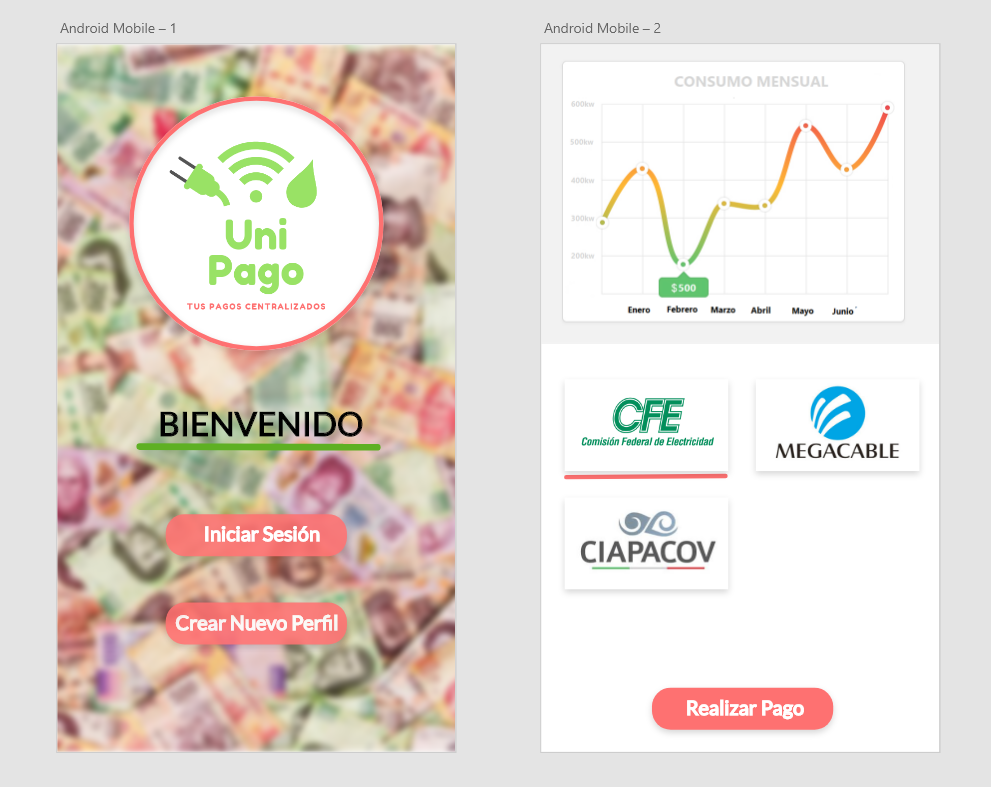 Android Mobile – 1
Uni
Pago
TUS PAGOS CENTRALIZADOS
BIENVENIDO
Iniciar Sesión
Crear Nuevo Perfil
Android Mobile – 2
CONSUMO MENSUAL
600kw
500kw
400kw
300kw
200kw
$500
Enero Febrero Marzo Abril Mayo Junio
CFE
Comisión Federal de Electricidad
MEGACABLE
CIAPACOV
Realizar Pago